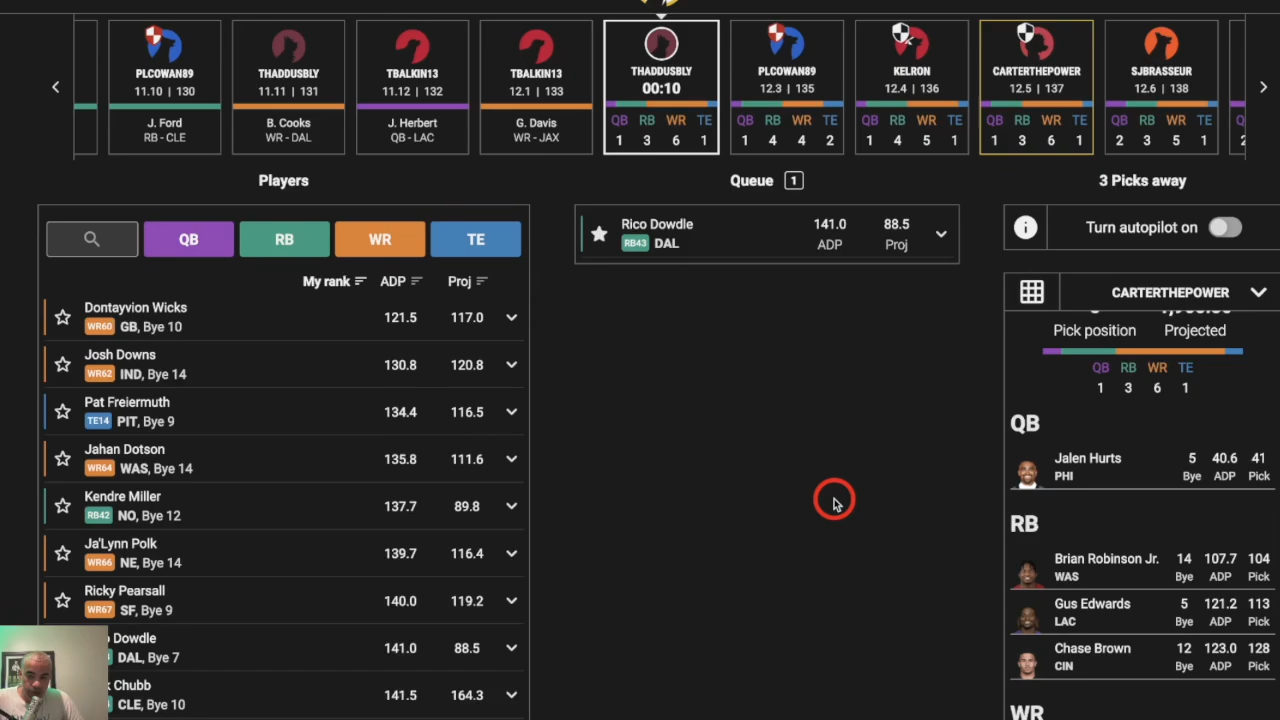 PLCOWAN89
11.10 | 130
J. Ford
RB - CLE
THADDUSBLY
11.11 | 131
B. Cooks
WR - DAL
TBALKIN13
11.12 | 132
J. Herbert
QB - LAC
TBALKIN13
12.1 | 133
G. Davis
WR - JAX
THADDUSBLY
00:10
QB RB WR TE
1 3 6 1
PLCOWAN89
12.3 | 135
QB RB WR TE
1 4 4 2
KELRON
12.4 | 136
QB RB WR TE
1 4 5 1
CARTERTHEPOWER
12.5 | 137
QB RB WR TE
1 3 6 1
SJBRASSEUR
12.6 | 138
QB RB WR TE
2 3 5 1
Players
QB RB WR TE
My rank ADP Proj
Dontayvion Wicks
WR60 GB, Bye 10 121.5 117.0
Josh Downs
WR62 IND, Bye 14 130.8 120.8
Pat Freiermuth
TE14 PIT, Bye 9 134.4 116.5
Jahan Dotson
WR64 WAS, Bye 14 135.8 111.6
Kendre Miller
RB42 NO, Bye 12 137.7 89.8
Ja'Lynn Polk
WR66 NE, Bye 14 139.7 116.4
Ricky Pearsall
WR67 SF, Bye 9 140.0 119.2
Dowdle
DAL, Bye 7 141.0 88.5
Chubb
CLE, Bye 10 141.5 164.3
Queue 1
Rico Dowdle 141.0 88.5
RB43 DAL ADP Proj
3 Picks away
Turn autopilot on
CARTERTHEPOWER
Pick position Projected
QB RB WR TE
1 3 6 1
QB
Jalen Hurts 5 40.6 41
PHI Bye ADP Pick
RB
Brian Robinson Jr. 14 107.7 104
WAS Bye ADP Pick
Gus Edwards 5 121.2 113
LAC Bye ADP Pick
Chase Brown 12 123.0 128
CIN Bye ADP Pick
WR